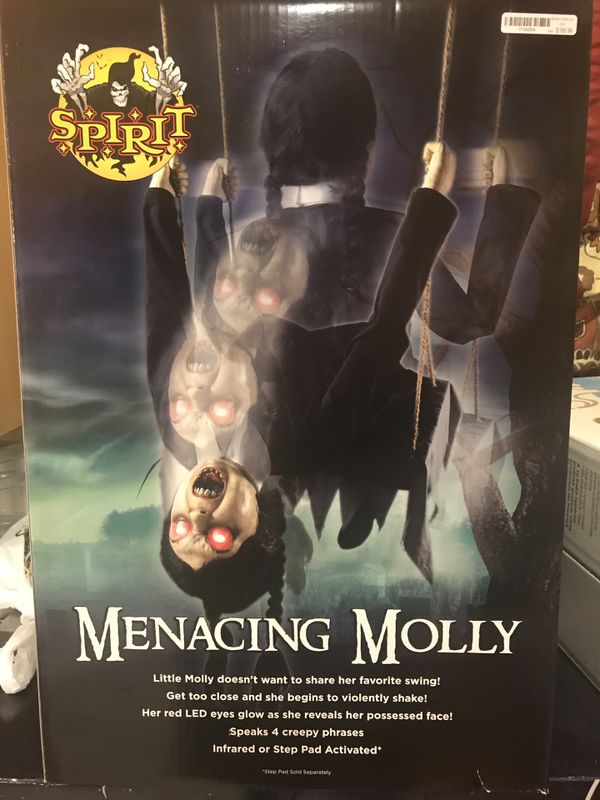 SPIRIT
MENACING MOLLY
Little Molly doesn't want to share her favorite swing!
Get too close and she begins to violently shake!
Her red LED eyes glow as she reveals her possessed face!
Speaks 4 creepy phrases
Infrared or Step Pad Activated*
*Step Pad Sold Separately